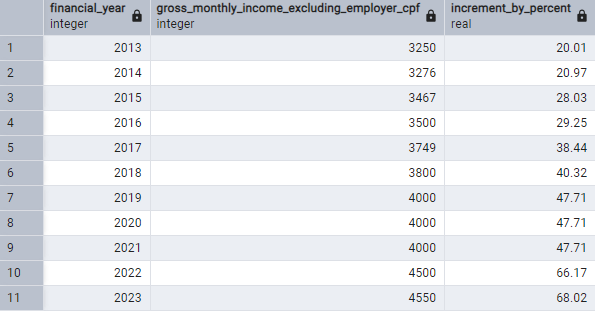 financial_year gross_monthly_income_excluding_employer_cpf increment_by_percent
integer integer real
1 2013 3250 20.01
2 2014 3276 20.97
3 2015 3467 28.03
4 2016 3500 29.25
5 2017 3749 38.44
6 2018 3800 40.32
7 2019 4000 47.71
8 2020 4000 47.71
9 2021 4000 47.71
10 2022 4500 66.17
11 2023 4550 68.02